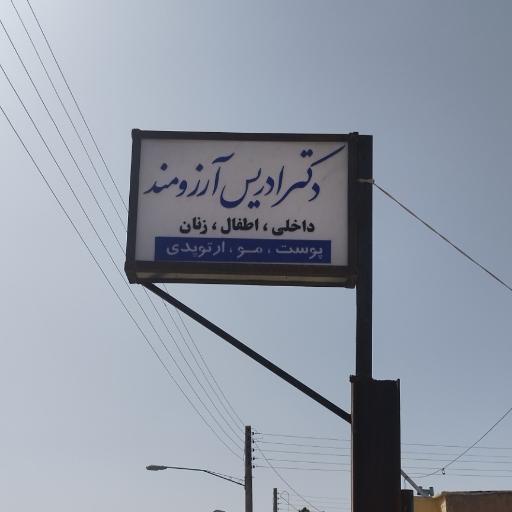 دکتر ادریس آرزومند
داخلی ، اطفال ، زنان
پوست ، مو ، ارتوپدی